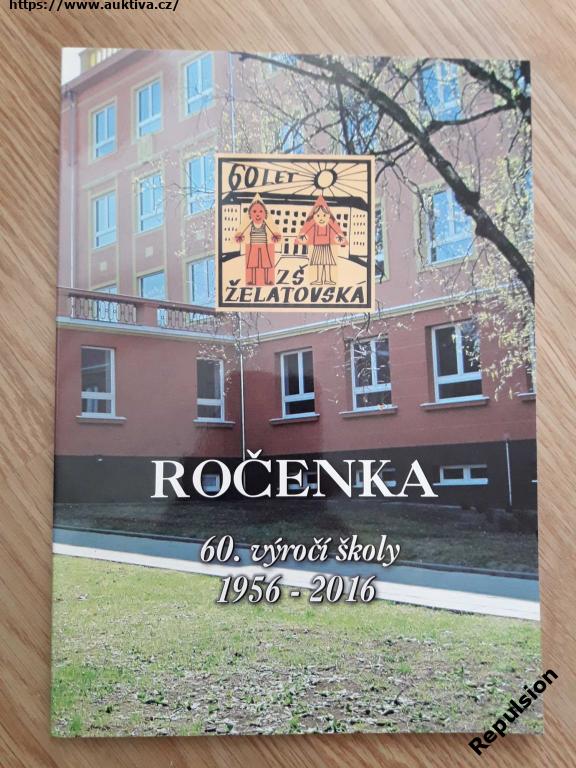 https://www.auktiva.cz/
60 LET
ZŠ
ŽELATOVSKÁ
ROČENKA
60. výročí školy
1956 - 2016
Repulsion